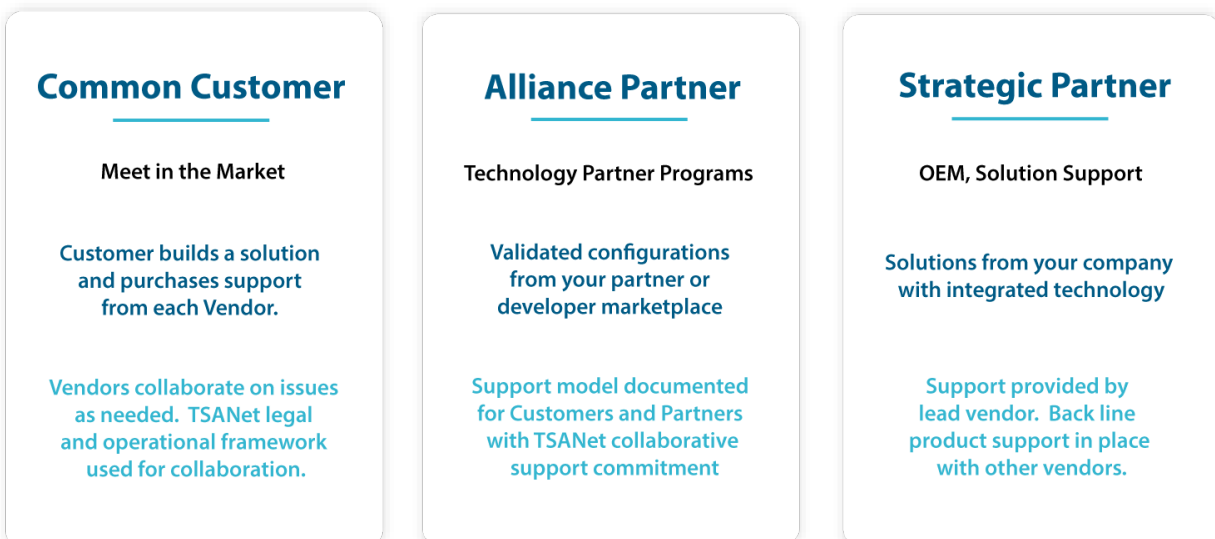 Common Customer
Meet in the Market
Customer builds a solution
and purchases support
from each Vendor.
Vendors collaborate on issues
as needed.  TSANet legal
and operational framework
used for collaboration.
Alliance Partner
Technology Partner Programs
Validated configurations
from your partner or
developer marketplace
Support model documented
for Customers and Partners
with TSANet collaborative
support commitment
Strategic Partner
OEM, Solution Support
Solutions from your company
with integrated technology
Support provided by
lead vendor.  Back line
product support in place
with other vendors.